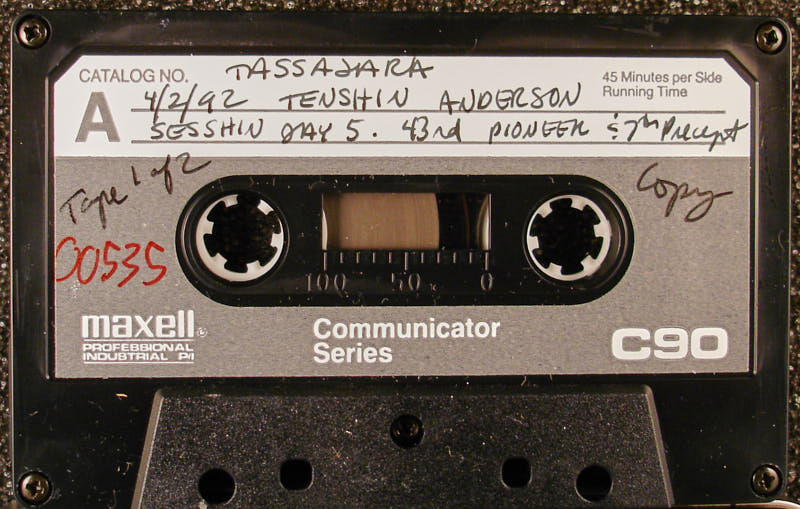 CATALOG NO. TASSAJARA
45 Minutes per Side
Running Time
A 4/2/92 TENSHIN ANDERSON
SESSHIN DAY 5. 43rd PIONEER & 7th Precept
Tape 1 of 2
Copy
00535
100 50 0
maxell
PROFESSIONAL
INDUSTRIAL P/I
Communicator
Series
C90